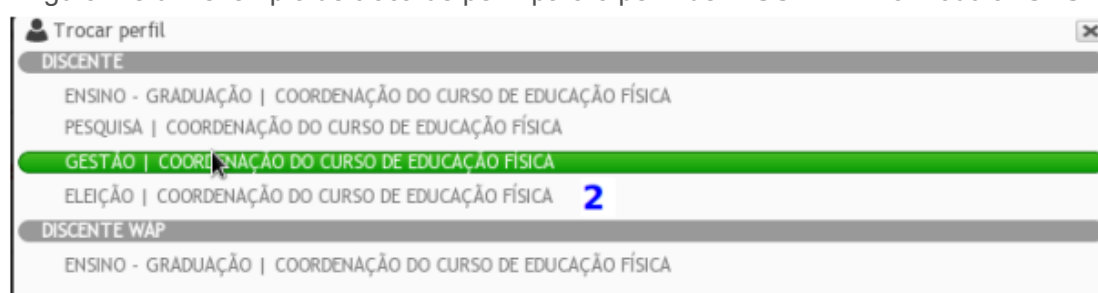 Trocar perfil
DISCENTE
ENSINO - GRADUAÇÃO | COORDENAÇÃO DO CURSO DE EDUCAÇÃO FÍSICA
PESQUISA | COORDENAÇÃO DO CURSO DE EDUCAÇÃO FÍSICA
GESTÃO | COORDENAÇÃO DO CURSO DE EDUCAÇÃO FÍSICA
ELEIÇÃO | COORDENAÇÃO DO CURSO DE EDUCAÇÃO FÍSICA 2
DISCENTE WAP
ENSINO - GRADUAÇÃO | COORDENAÇÃO DO CURSO DE EDUCAÇÃO FÍSICA